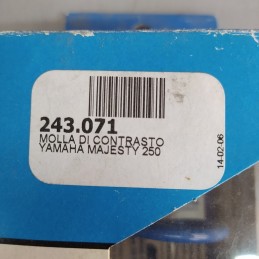 243.071
MOLLA DI CONTRASTO
YAMAHA MAJESTY 250
14-02-06